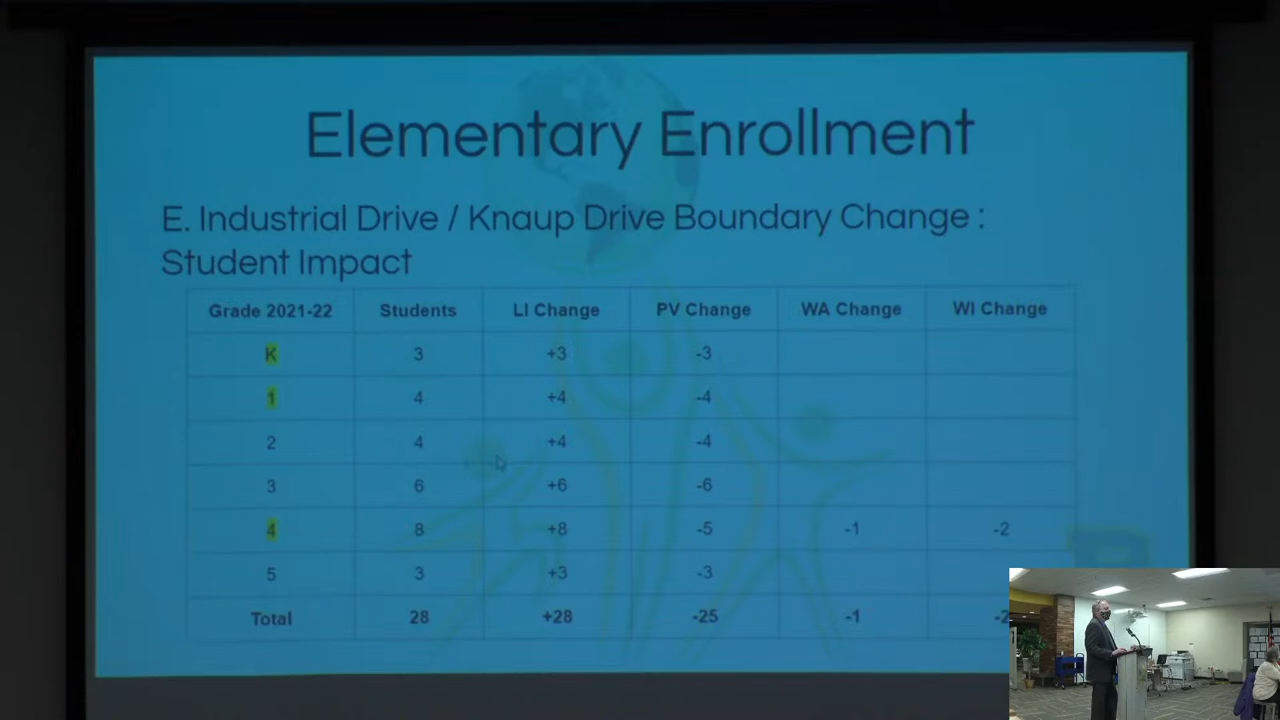 Elementary Enrollment
E. Industrial Drive / Knaup Drive Boundary Change :
Student Impact
Grade 2021-22 Students LI Change PV Change WA Change WI Change
K 3 +3 -3
1 4 +4 -4
2 4 +4 -4
3 6 +6 -6
4 8 +8 -5 -1 -2
5 3 +3 -3
Total 28 +28 -25 -1 -2